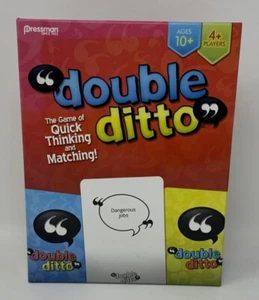 pressman
AGES
10+
4+
PLAYERS
double
ditto
The Game of
Quick
Thinking
and
Matching!
Dangerous
jobs
double
ditto
double
ditto